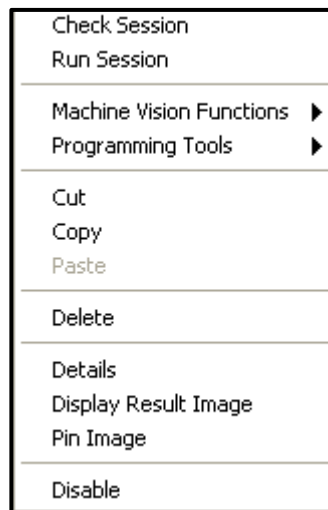 Check Session
Run Session
Machine Vision Functions
Programming Tools
Cut
Copy
Paste
Delete
Details
Display Result Image
Pin Image
Disable